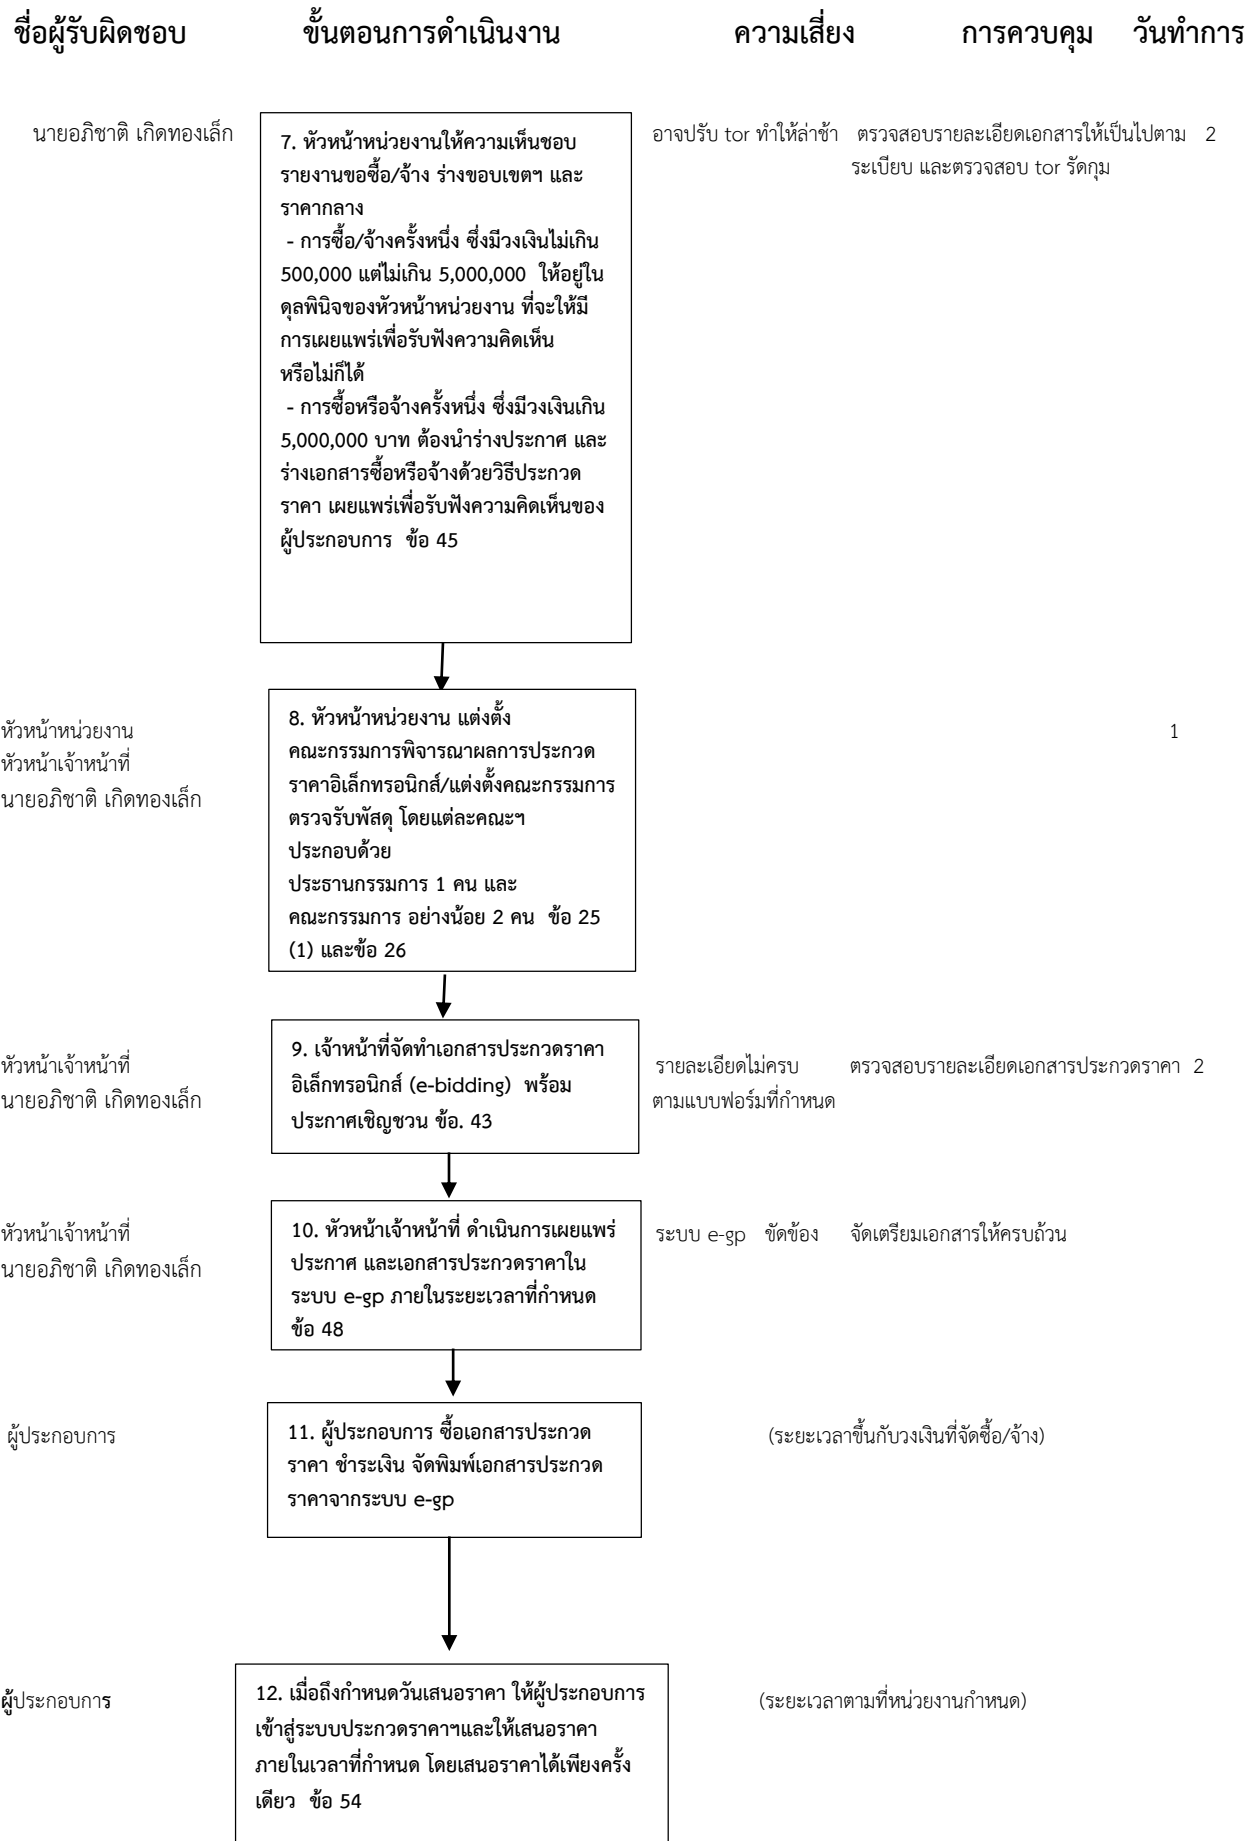 ชื่อผู้รับผิดชอบ ขั้นตอนการดำเนินงาน ความเสี่ยง การควบคุม วันทำการ
นายอภิชาติ เกิดทองเล็ก
7. หัวหน้าหน่วยงานให้ความเห็นชอบ
รายงานขอซื้อ/จ้าง ร่างขอบเขตฯ และ
ราคากลาง
- การซื้อ/จ้างครั้งหนึ่ง ซึ่งมีวงเงินไม่เกิน
500,000 แต่ไม่เกิน 5,000,000 ให้อยู่ใน
ดุลพินิจของหัวหน้าหน่วยงาน ที่จะให้มี
การเผยแพร่เพื่อรับฟังความคิดเห็น
หรือไม่ก็ได้
- การซื้อหรือจ้างครั้งหนึ่ง ซึ่งมีวงเงินเกิน
5,000,000 บาท ต้องนำร่างประกาศ และ
ร่างเอกสารซื้อหรือจ้างด้วยวิธีประกวด
ราคา เผยแพร่เพื่อรับฟังความคิดเห็นของ
ผู้ประกอบการ ข้อ 45
อาจปรับ tor ทำให้ล่าช้า ตรวจสอบรายละเอียดเอกสารให้เป็นไปตาม 2
ระเบียบ และตรวจสอบ tor รัดกุม
หัวหน้าหน่วยงาน
หัวหน้าเจ้าหน้าที่
นายอภิชาติ เกิดทองเล็ก
8. หัวหน้าหน่วยงาน แต่งตั้ง
คณะกรรมการพิจารณาผลการประกวด
ราคาอิเล็กทรอนิกส์/แต่งตั้งคณะกรรมการ
ตรวจรับพัสดุ โดยแต่ละคณะฯ
ประกอบด้วย
ประธานกรรมการ 1 คน และ
คณะกรรมการ อย่างน้อย 2 คน ข้อ 25
(1) และข้อ 26
1
หัวหน้าเจ้าหน้าที่
นายอภิชาติ เกิดทองเล็ก
9. เจ้าหน้าที่จัดทำเอกสารประกวดราคา
อิเล็กทรอนิกส์ (e-bidding) พร้อม
ประกาศเชิญชวน ข้อ. 43
รายละเอียดไม่ครบ ตรวจสอบรายละเอียดเอกสารประกวดราคา 2
ตามแบบฟอร์มที่กำหนด
หัวหน้าเจ้าหน้าที่
นายอภิชาติ เกิดทองเล็ก
10. หัวหน้าเจ้าหน้าที่ ดำเนินการเผยแพร่
ประกาศ และเอกสารประกวดราคาใน
ระบบ e-gp ภายในระยะเวลาที่กำหนด
ข้อ 48
ระบบ e-gp ขัดข้อง จัดเตรียมเอกสารให้ครบถ้วน
ผู้ประกอบการ
11. ผู้ประกอบการ ซื้อเอกสารประกวด
ราคา ชำระเงิน จัดพิมพ์เอกสารประกวด
ราคาจากระบบ e-gp
(ระยะเวลาขึ้นกับวงเงินที่จัดซื้อ/จ้าง)
ผู้ประกอบการ
12. เมื่อถึงกำหนดวันเสนอราคา ให้ผู้ประกอบการ
เข้าสู่ระบบประกวดราคาฯและให้เสนอราคา
ภายในเวลาที่กำหนด โดยเสนอราคาได้เพียงครั้ง
เดียว ข้อ 54
(ระยะเวลาตามที่หน่วยงานกำหนด)